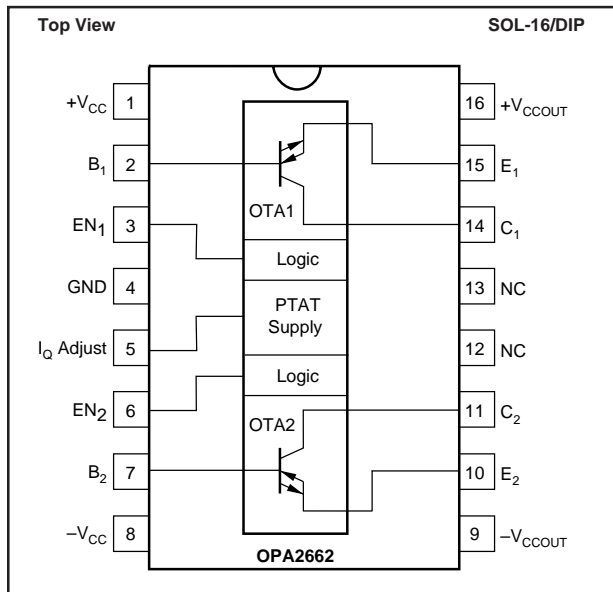 Top View SOL-16/DIP
+VCC 1 16 +VCCOUT
B1 2 15 E1
OTA1
EN1 3 14 C1
Logic
GND 4 13 NC
PTAT
Supply
IQ Adjust 5 12 NC
Logic
EN2 6 11 C2
OTA2
B2 7 10 E2
–VCC 8 9 –VCCOUT
OPA2662